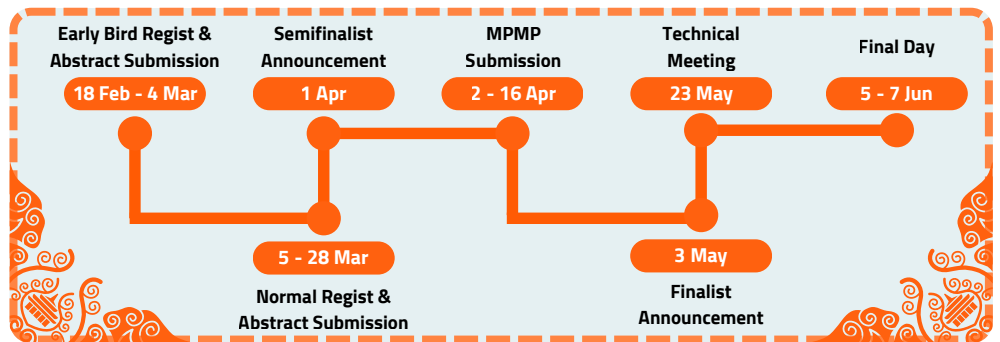 Early Bird Regist &
Abstract Submission
18 Feb - 4 Mar
5 - 28 Mar
Normal Regist &
Abstract Submission
Semifinalist
Announcement
1 Apr
MPMP
Submission
2 - 16 Apr
3 May
Finalist
Announcement
Technical
Meeting
23 May
Final Day
5 - 7 Jun